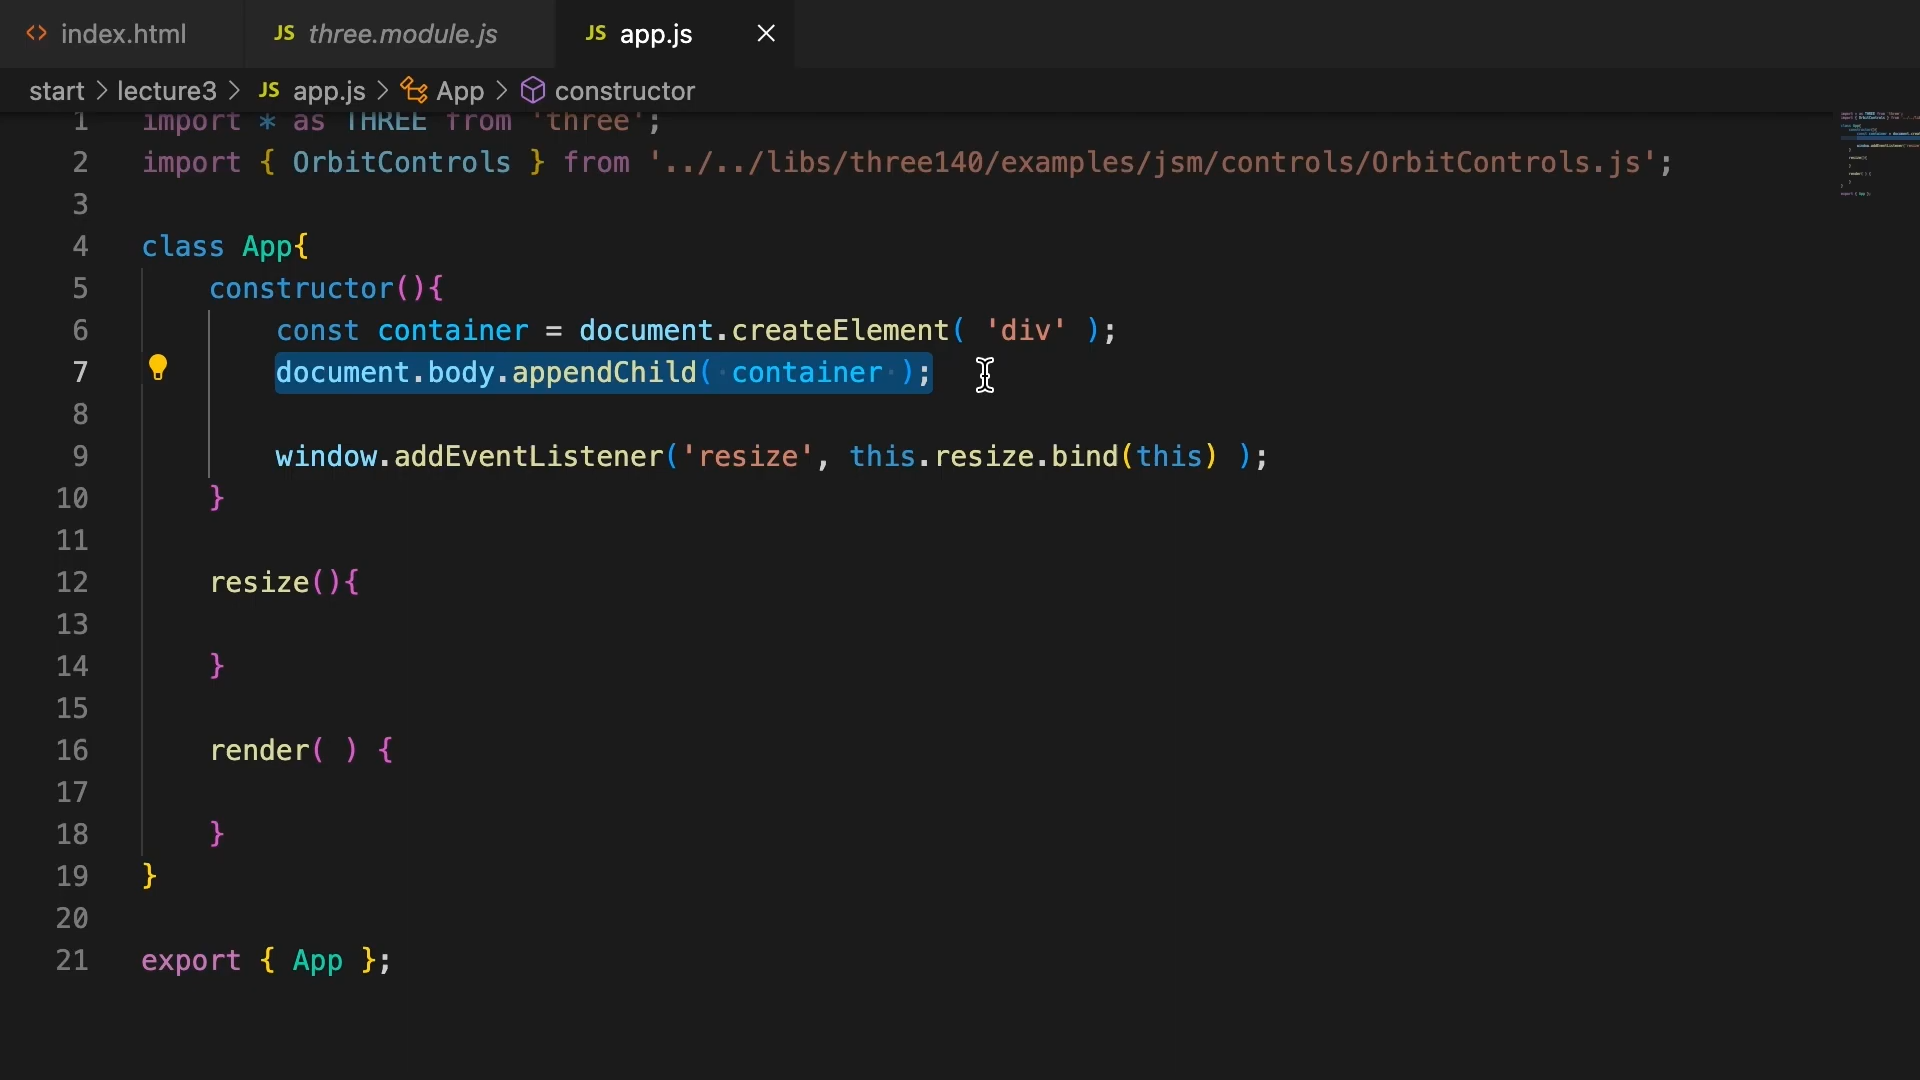 index.html
JS three.module.js
JS app.js
start > lecture3 > JS app.js > App > constructor
1 import * as THREE from 'three';
2 import { OrbitControls } from '../../libs/three140/examples/jsm/controls/OrbitControls.js';
3
4 class App{
5 constructor(){
6 const container = document.createElement( 'div' );
7 document.body.appendChild( container );
8
9 window.addEventListener('resize', this.resize.bind(this) );
10 }
11
12 resize(){
13
14 }
15
16 render( ) {
17
18 }
19 }
20
21 export { App };